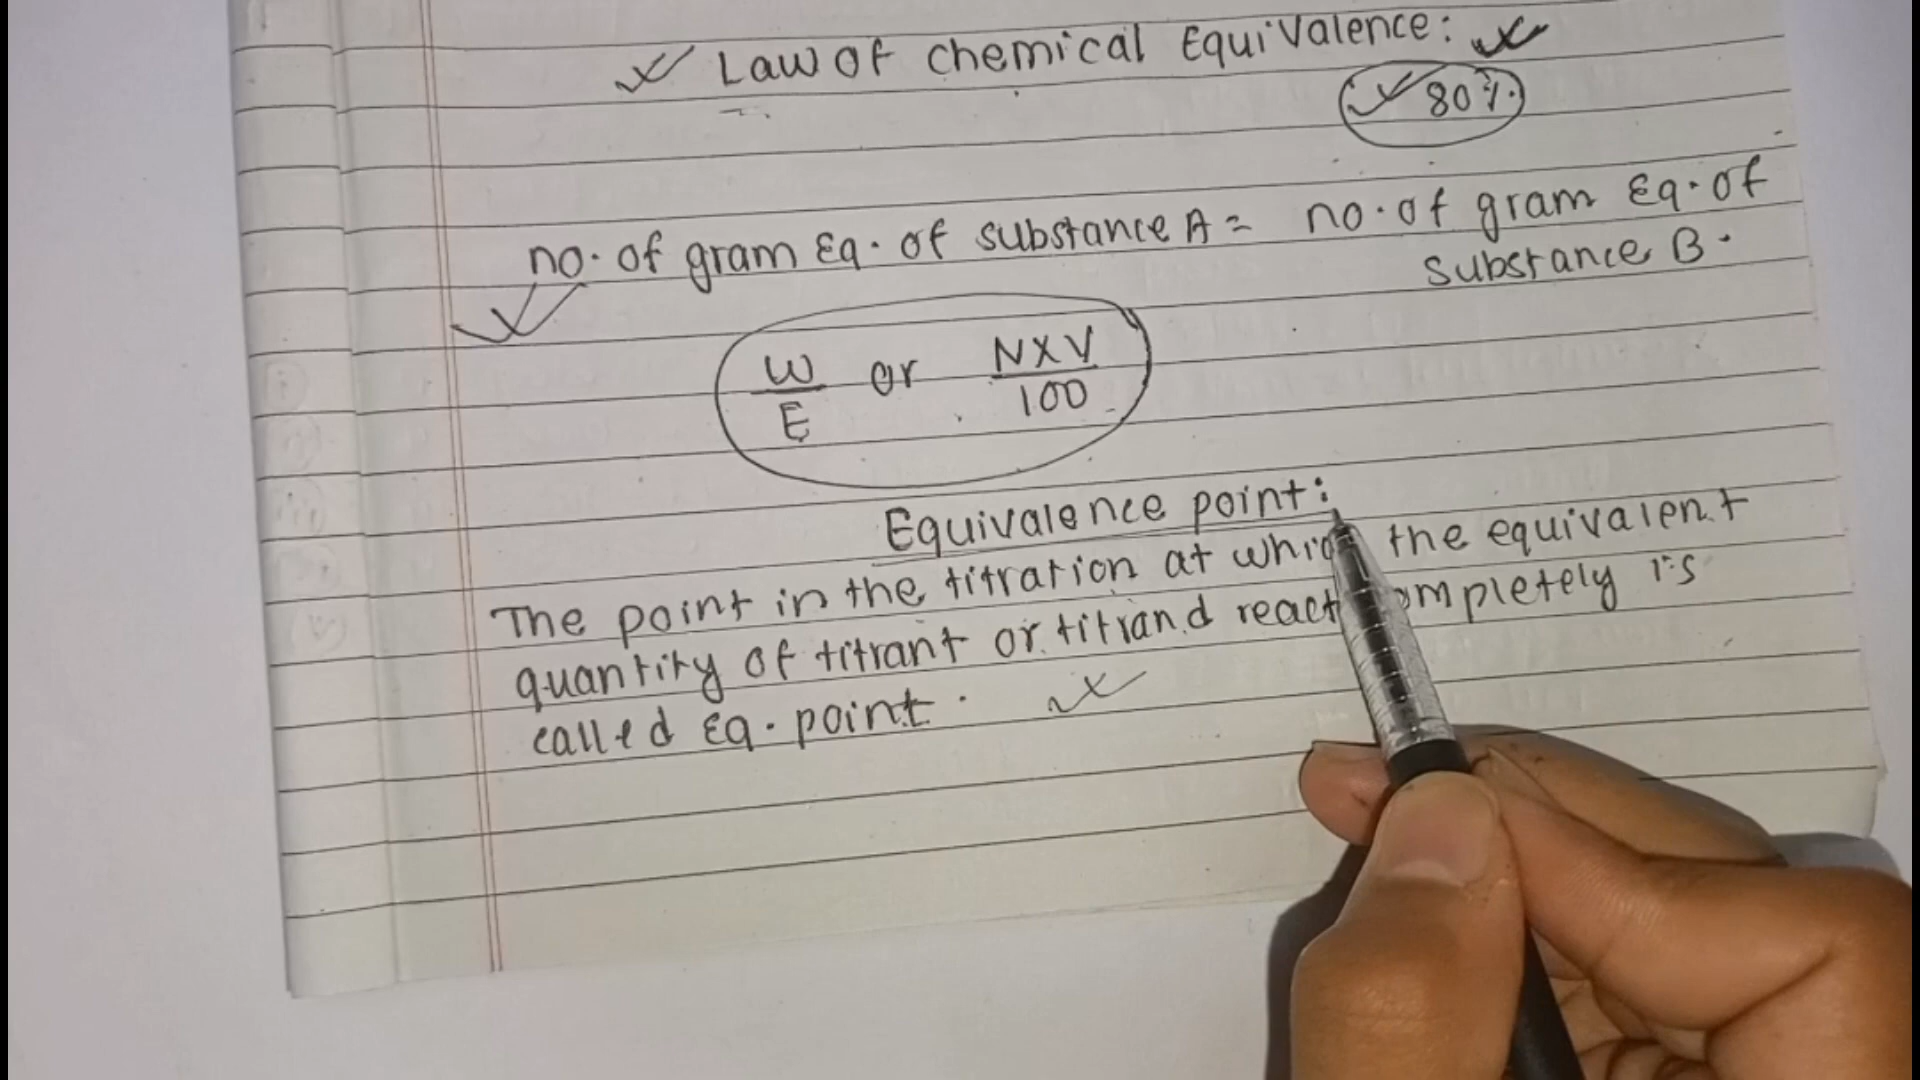 Law of chemical Equivalence:
80%
no. of gram Eq. of substance A = no. of gram Eq. of
substance B.
W/E or N×V/100
Equivalence point:
The point in the titration at which the equivalent
quantity of titrant or titrand react completely is
called Eq. point.